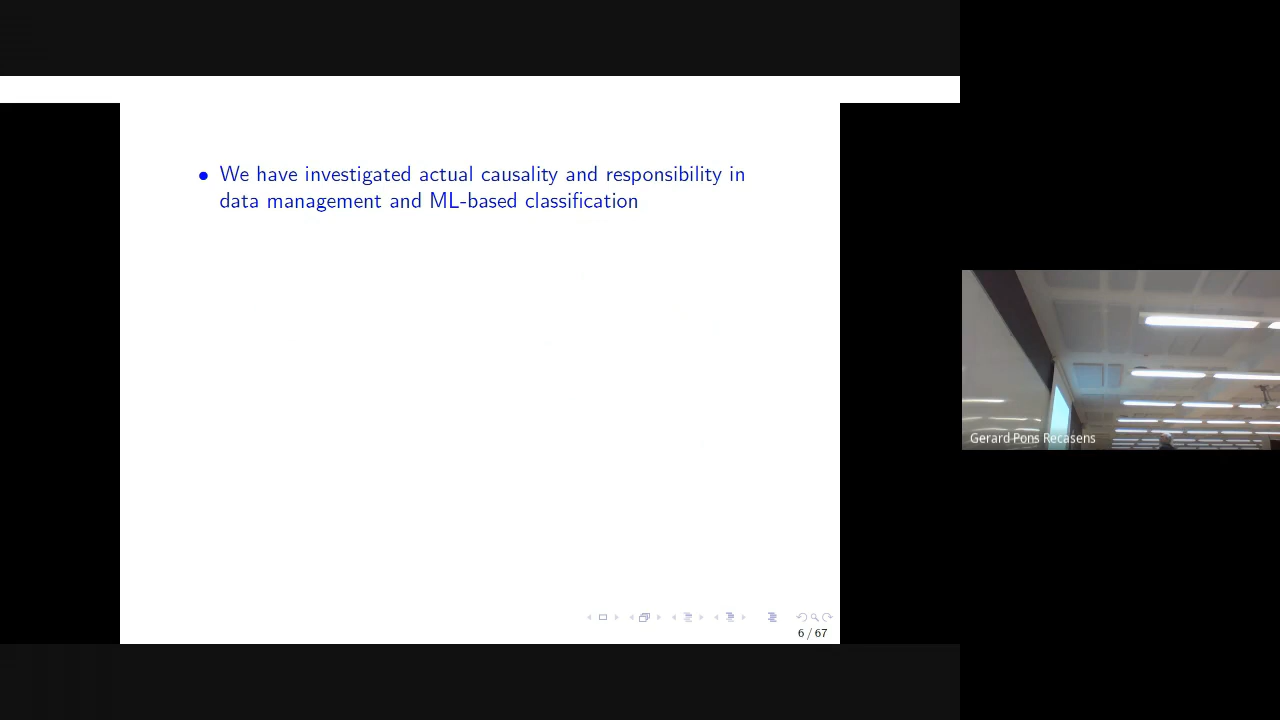 • We have investigated actual causality and responsibility in
data management and ML-based classification
6 / 67
Gerard Pons Recasens